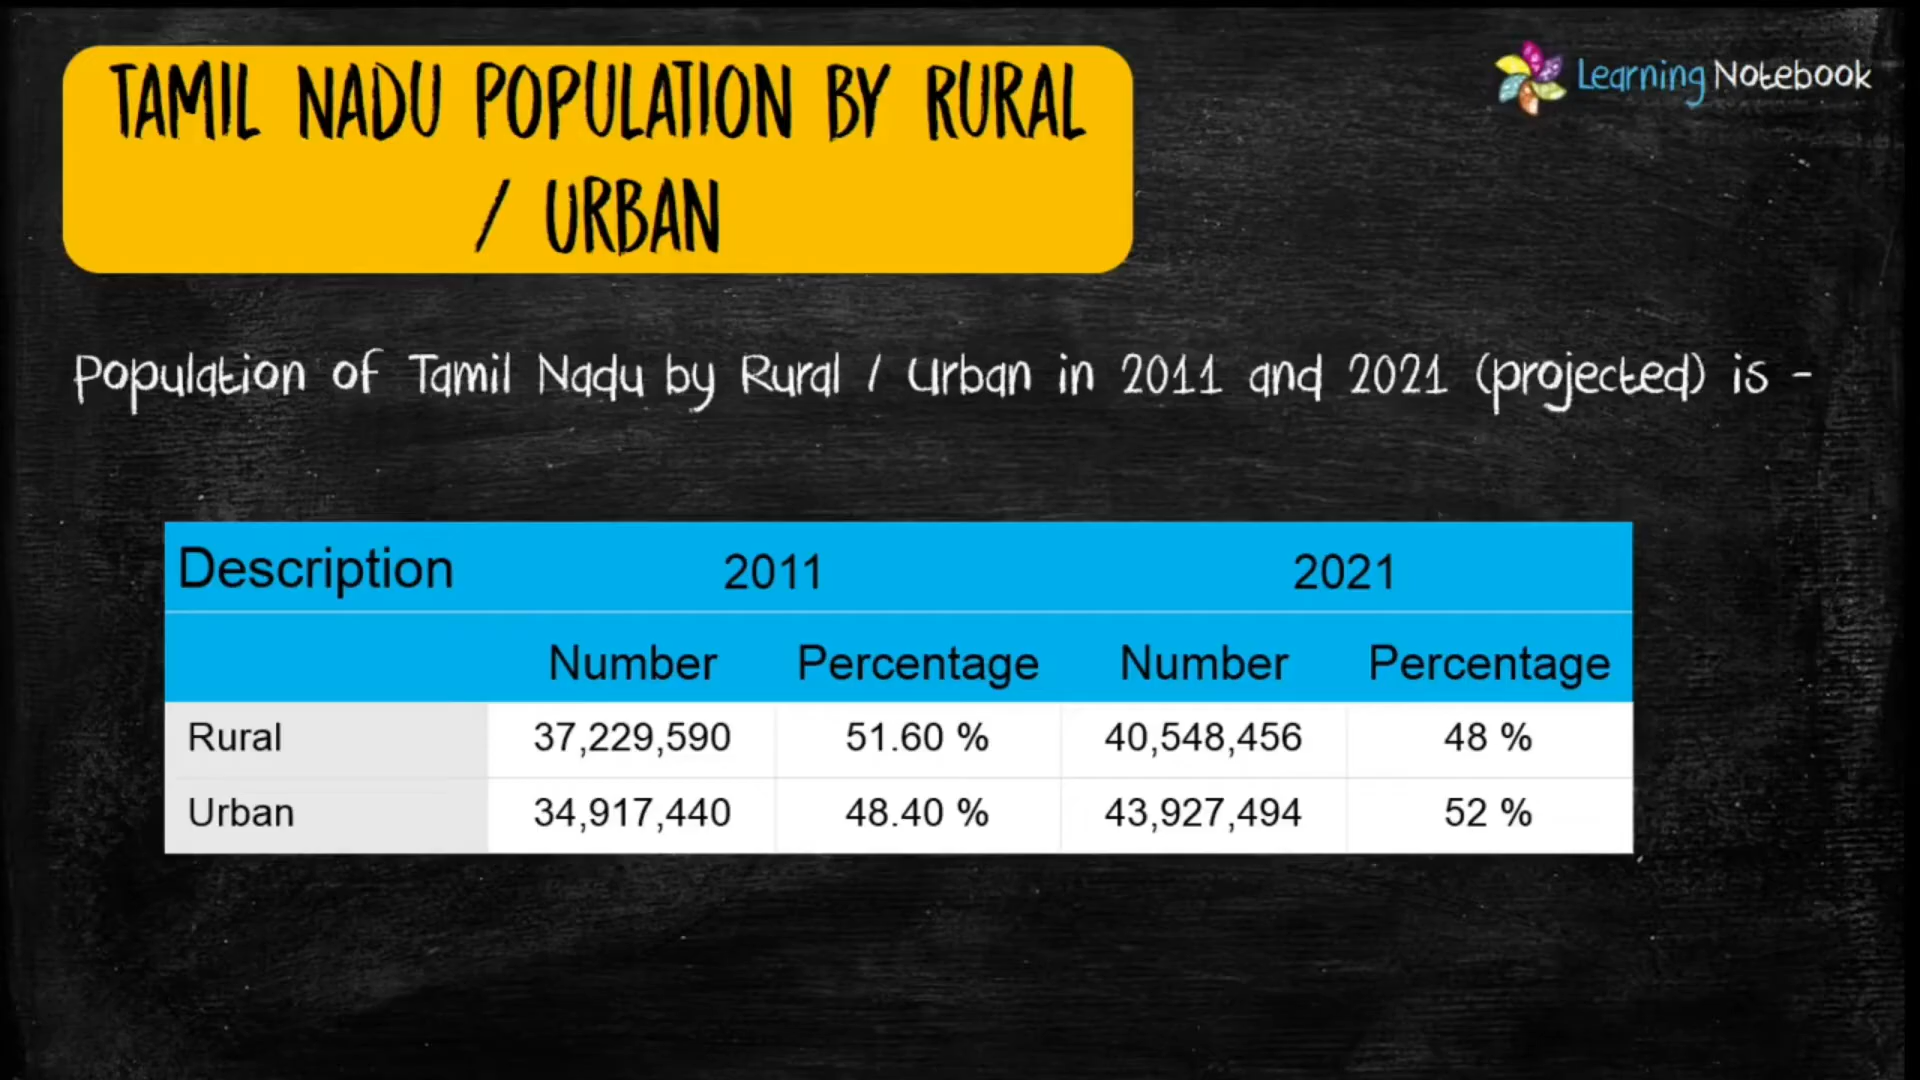 TAMIL NADU POPULATION BY RURAL
/ URBAN
Learning Notebook
Population of Tamil Nadu by Rural / Urban in 2011 and 2021 (projected) is -
Description 2011 2021
Number Percentage Number Percentage
Rural 37,229,590 51.60 % 40,548,456 48 %
Urban 34,917,440 48.40 % 43,927,494 52 %